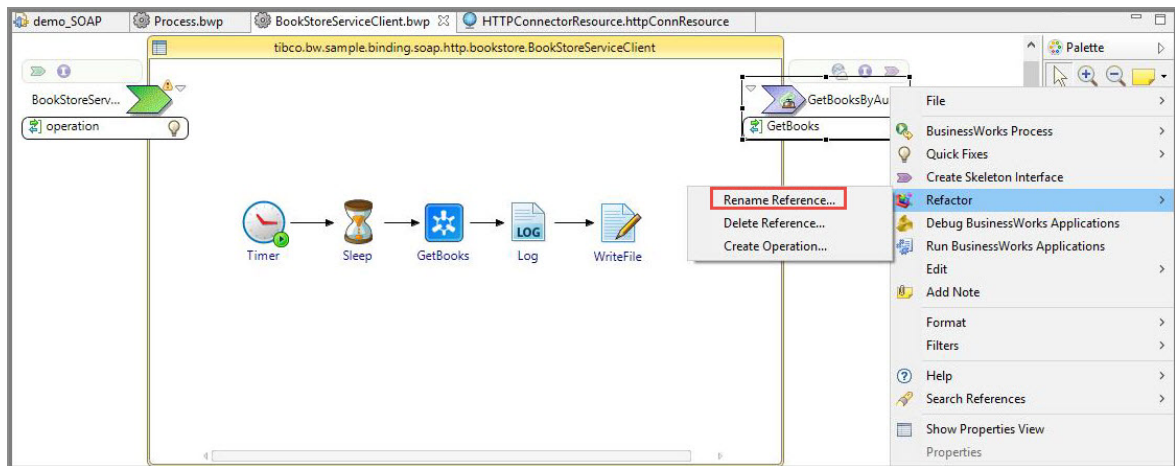 demo_SOAP
Process.bwp
BookStoreServiceClient.bwp
HTTPConnectorResource.httpConnResource
tibco.bw.sample.binding.soap.http.bookstore.BookStoreServiceClient
Palette
BookStoreServ...
operation
GetBooksByAu
GetBooks
Timer
Sleep
GetBooks
LOG
Log
WriteFile
Rename Reference...
Delete Reference...
Create Operation...
File
BusinessWorks Process
Quick Fixes
Create Skeleton Interface
Refactor
Debug BusinessWorks Applications
Run BusinessWorks Applications
Edit
Add Note
Format
Filters
Help
Search References
Show Properties View
Properties